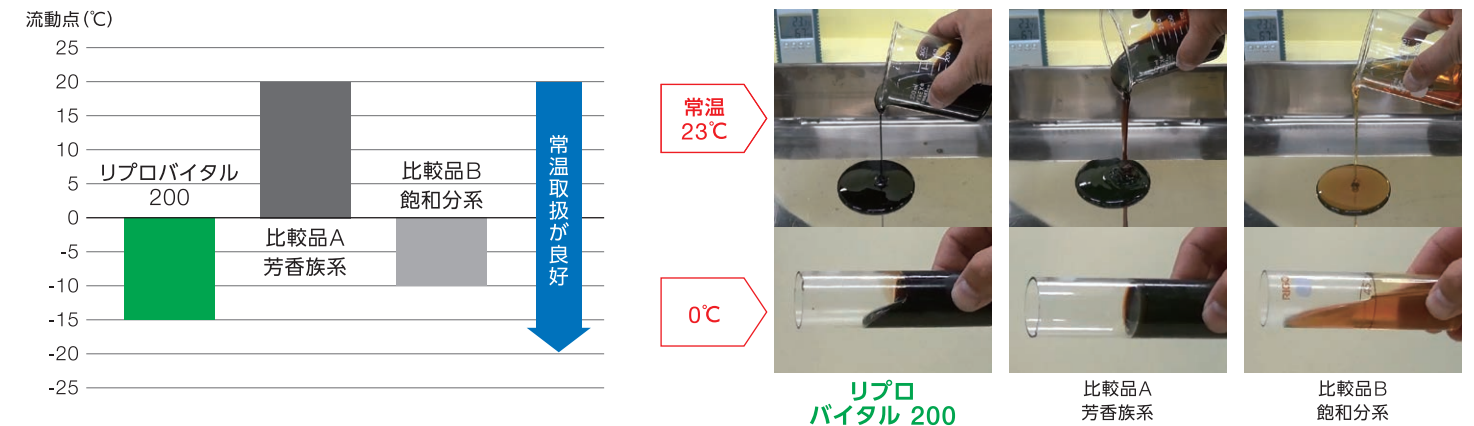 流動点(℃)
25
20
15
10
5
0
-5
-10
-15
-20
-25
リプロバイタル
200
比較品A
芳香族系
比較品B
飽和分系
常温取扱が良好
常温
23℃
0℃
リプロ
バイタル 200
比較品A
芳香族系
比較品B
飽和分系